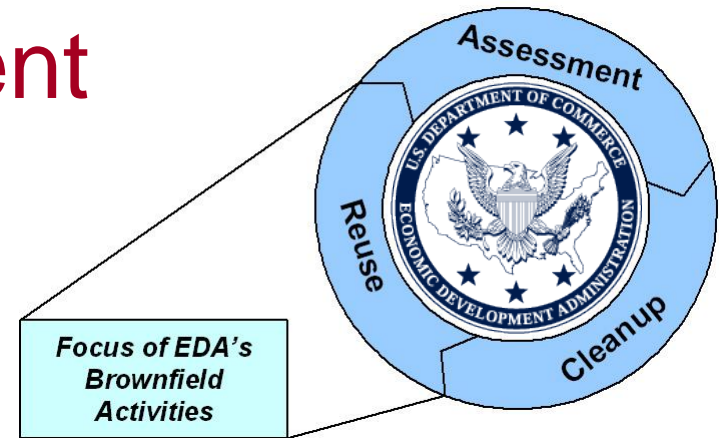 ent
Assessment
U.S. DEPARTMENT OF COMMERCE
ECONOMIC DEVELOPMENT ADMINISTRATION
Reuse
Cleanup
Focus of EDA's
Brownfield
Activities